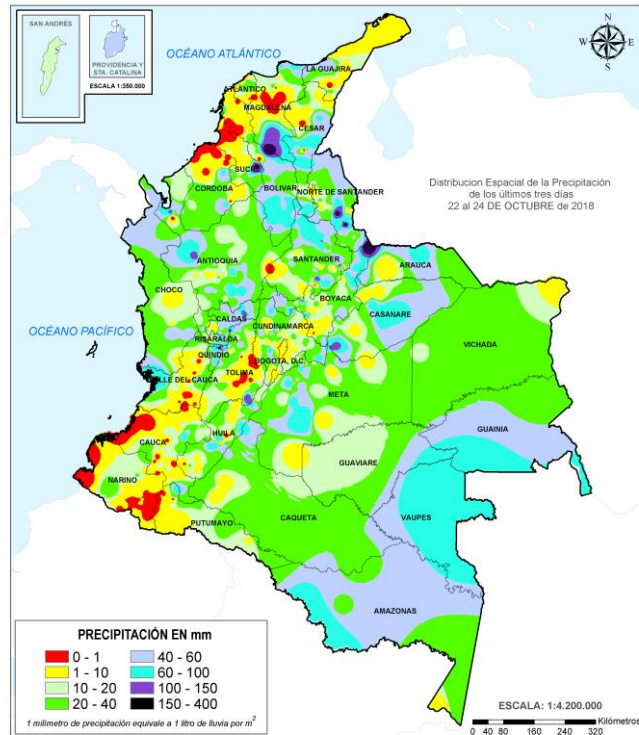 SAN ANDRÉS
PROVIDENCIA Y
STA. CATALINA
ESCALA 1:350.000
OCÉANO ATLÁNTICO
N
W
E
S
LA GUAJIRA
ATLANTICO
MAGDALENA
CESAR
SUCRE
CORDOBA
BOLIVAR
NORTE DE SANTANDER
Distribucion Espacial de la Precipitación
de los últimos tres días
22 al 24 DE OCTUBRE de 2018
ANTIOQUIA
SANTANDER
ARAUCA
CHOCO
BOYACA
CASANARE
CALDAS
CUNDINAMARCA
OCÉANO PACÍFICO
RISARALDA
VICHADA
QUINDIO
BOGOTA, D.C.
TOLIMA
VALLE DEL CAUCA
META
GUAINIA
CAUCA
HUILA
GUAVIARE
NARINO
VAUPES
PUTUMAYO
CAQUETA
AMAZONAS
PRECIPITACIÓN EN mm
0 - 1
40 - 60
1 - 10
60 - 100
10 - 20
100 - 150
20 - 40
150 - 400
1 milimetro de precipitación equivale a 1 litro de lluvia por m2
ESCALA: 1:4.200.000
Kilómetros
0 40 80 160 240 320